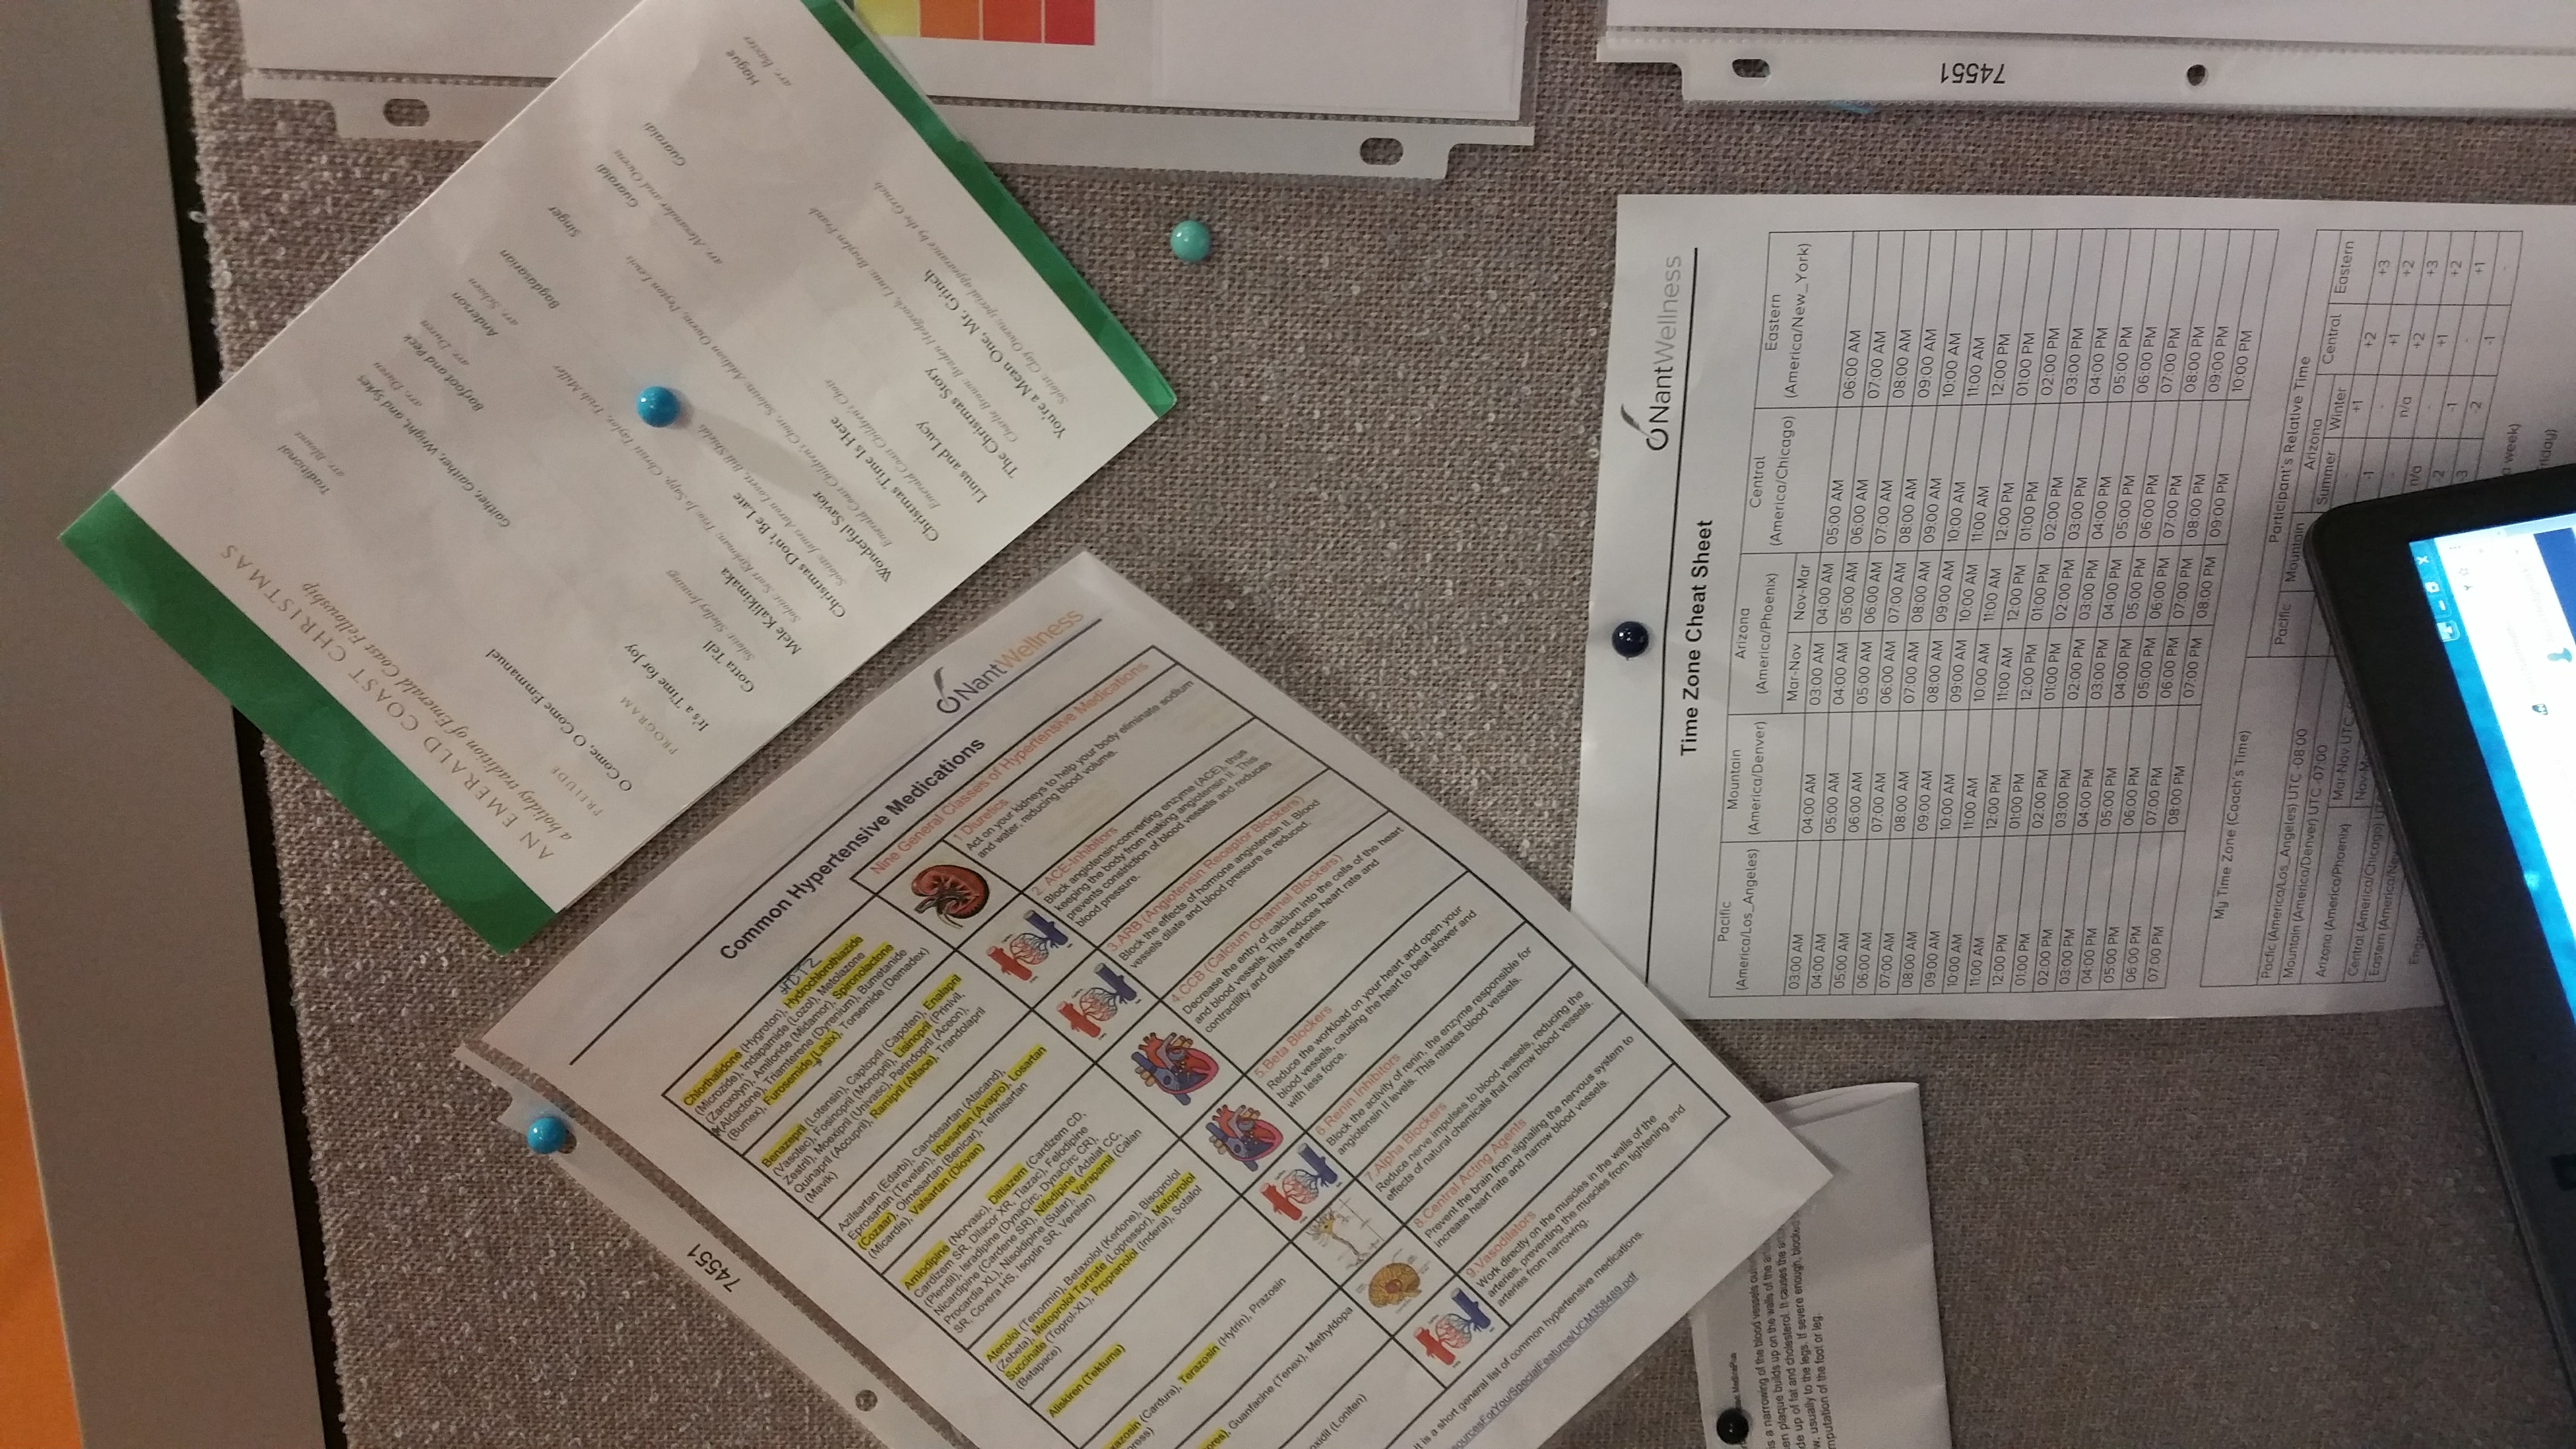 AN EMERALD COAST CHRISTMAS
a holiday tradition of Emerald Coast Fellowship
PRELUDE
O Come, O Come Emmanuel Traditional
arr. Blount
PROGRAM
It's a Time for Joy Gaither, Gaither, Wright, and Sykes
arr. Duren
Gotta Tell Barfoot and Peck
Soloist: Shelley Jennings arr. Duren
Mele Kalikimaka Anderson
Soloist: Scott Kirkman; Trio: Jo Sapp, Christi Taylor, Trish Miller arr. Schoen
Christmas Don't Be Late Bagdasarian
Soloists: James Aaron Lovett, Bill Shields
Wonderful Savior Singer
Emerald Coast Children's Choir; Soloists: Addison Owens, Peyton Lewis
Christmas Time Is Here Guaraldi
Emerald Coast Children's Choir arr. Alexander and Owens
Linus and Lucy Guaraldi
The Christmas Story
Charlie Brown: Braden Hedgecock, Linus: Brayden Frank
You're a Mean One, Mr. Grinch Hague
Soloist: Clay Owens; special appearance by the Grinch arr. Baxter
74551
NantWellness
Common Hypertensive Medications
Nine General Classes of Hypertensive Medications
1. Diuretics
Act on your kidneys to help your body eliminate sodium
and water, reducing blood volume.
HCTZ
Chlorthalidone (Hygroton), Hydrochlorothiazide
(Microzide), Indapamide (Lozol), Metolazone
(Zaroxolyn), Amiloride (Midamor), Spironolactone
(Aldactone), Triamterene (Dyrenium), Bumetanide
(Bumex), Furosemide (Lasix), Torsemide (Demadex)
2. ACE-Inhibitors
Block angiotensin-converting enzyme (ACE), thus
keeping the body from making angiotensin II. This
prevents constriction of blood vessels and reduces
blood pressure.
Benazepril (Lotensin), Captopril (Capoten), Enalapril
(Vasotec), Fosinopril (Monopril), Lisinopril (Prinivil,
Zestril), Moexipril (Univasc), Perindopril (Aceon),
Quinapril (Accupril), Ramipril (Altace), Trandolapril
(Mavik)
3. ARB (Angiotensin Receptor Blockers)
Block the effects of hormone angiotensin II. Blood
vessels dilate and blood pressure is reduced.
Azilsartan (Edarbi), Candesartan (Atacand),
Eprosartan (Teveten), Irbesartan (Avapro), Losartan
(Cozaar), Olmesartan (Benicar), Telmisartan
(Micardis), Valsartan (Diovan)
4. CCB (Calcium Channel Blockers)
Decrease the entry of calcium into the cells of the heart
and blood vessels. This reduces heart rate and
contractility and dilates arteries.
Amlodipine (Norvasc), Diltiazem (Cardizem CD,
Cardizem SR, Dilacor XR, Tiazac), Felodipine
(Plendil), Isradipine (DynaCirc, DynaCirc CR),
Nicardipine (Cardene SR), Nifedipine (Adalat CC,
Procardia XL), Nisoldipine (Sular), Verapamil (Calan
SR, Covera HS, Isoptin SR, Verelan)
5. Beta Blockers
Reduce the workload on your heart and open your
blood vessels, causing the heart to beat slower and
with less force.
Atenolol (Tenormin), Betaxolol (Kerlone), Bisoprolol
(Zebeta), Metoprolol Tartrate (Lopressor), Metoprolol
Succinate (Toprol-XL), Propranolol (Inderal), Sotalol
(Betapace)
6. Renin Inhibitors
Block the activity of renin, the enzyme responsible for
angiotensin II levels. This relaxes blood vessels.
Aliskiren (Tekturna)
7. Alpha Blockers
Reduce nerve impulses to blood vessels, reducing the
effects of natural chemicals that narrow blood vessels.
(Cardura), Terazosin (Hytrin), Prazosin
8. Central Acting Agents
Prevent the brain from signaling the nervous system to
increase heart rate and narrow blood vessels.
Guanfacine (Tenex), Methyldopa
9. Vasodilators
Work directly on the muscles in the walls of the
arteries, preventing the muscles from tightening and
arteries from narrowing.
(Loniten)
it is a short general list of common hypertensive medications.
ourcesForYou/SpecialFeatures/UCM358489.pdf
MedlinePlus
is a narrowing of the blood vessels
en plaque builds up on the walls of the
de up of fat and cholesterol. It causes the
w, usually to the legs. If severe enough, blocked
mputation of the foot or leg.
NantWellness
Time Zone Cheat Sheet
Pacific (America/Los_Angeles) Mountain (America/Denver) Arizona (America/Phoenix) Central (America/Chicago) Eastern (America/New_York)
Mar-Nov Nov-Mar
03:00 AM 04:00 AM 03:00 AM 04:00 AM 05:00 AM 06:00 AM
04:00 AM 05:00 AM 04:00 AM 05:00 AM 06:00 AM 07:00 AM
05:00 AM 06:00 AM 05:00 AM 06:00 AM 07:00 AM 08:00 AM
06:00 AM 07:00 AM 06:00 AM 07:00 AM 08:00 AM 09:00 AM
07:00 AM 08:00 AM 07:00 AM 08:00 AM 09:00 AM 10:00 AM
08:00 AM 09:00 AM 08:00 AM 09:00 AM 10:00 AM 11:00 AM
09:00 AM 10:00 AM 09:00 AM 10:00 AM 11:00 AM 12:00 PM
10:00 AM 11:00 AM 10:00 AM 11:00 AM 12:00 PM 01:00 PM
11:00 AM 12:00 PM 11:00 AM 12:00 PM 01:00 PM 02:00 PM
12:00 PM 01:00 PM 12:00 PM 01:00 PM 02:00 PM 03:00 PM
01:00 PM 02:00 PM 01:00 PM 02:00 PM 03:00 PM 04:00 PM
02:00 PM 03:00 PM 02:00 PM 03:00 PM 04:00 PM 05:00 PM
03:00 PM 04:00 PM 03:00 PM 04:00 PM 05:00 PM 06:00 PM
04:00 PM 05:00 PM 04:00 PM 05:00 PM 06:00 PM 07:00 PM
05:00 PM 06:00 PM 05:00 PM 06:00 PM 07:00 PM 08:00 PM
06:00 PM 07:00 PM 06:00 PM 07:00 PM 08:00 PM 09:00 PM
07:00 PM 08:00 PM 07:00 PM 08:00 PM 09:00 PM 10:00 PM
My Time Zone (Coach's Time) Participant's Relative Time
Pacific Mountain Arizona Central Eastern
Summer Winter
Pacfic (America/Los_Angeles) UTC -08:00 - +1 +2 +3
Mountain (America/Denver) UTC -07:00 -1 - +1 +2
Arizona (America/Phoenix) Mar-Nov UTC - n/a +2 +3
Nov-Ma n/a - +1 +2
Central (America/Chicago) UT -2 -1 - +1
Eastern (America/New -3 -2 -1 -
week)
74551